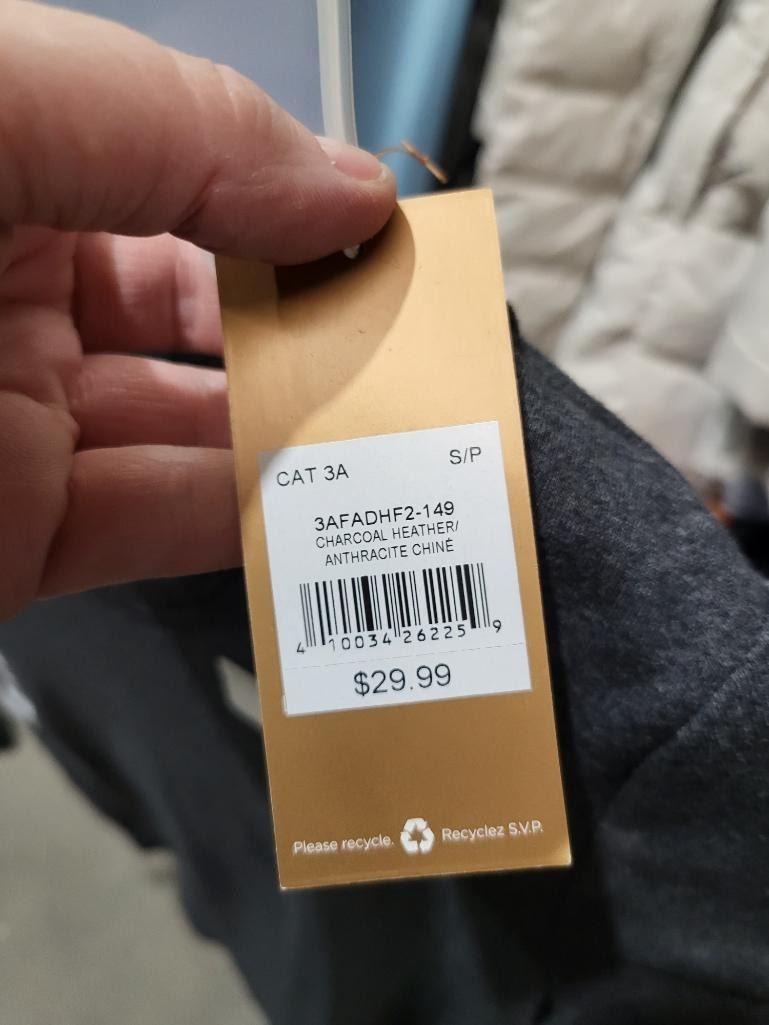 CAT 3A S/P
3AFADHF2-149
CHARCOAL HEATHER/
ANTHRACITE CHINÉ
4 10034 26225 9
$29.99
Please recycle. Recyclez S.V.P.